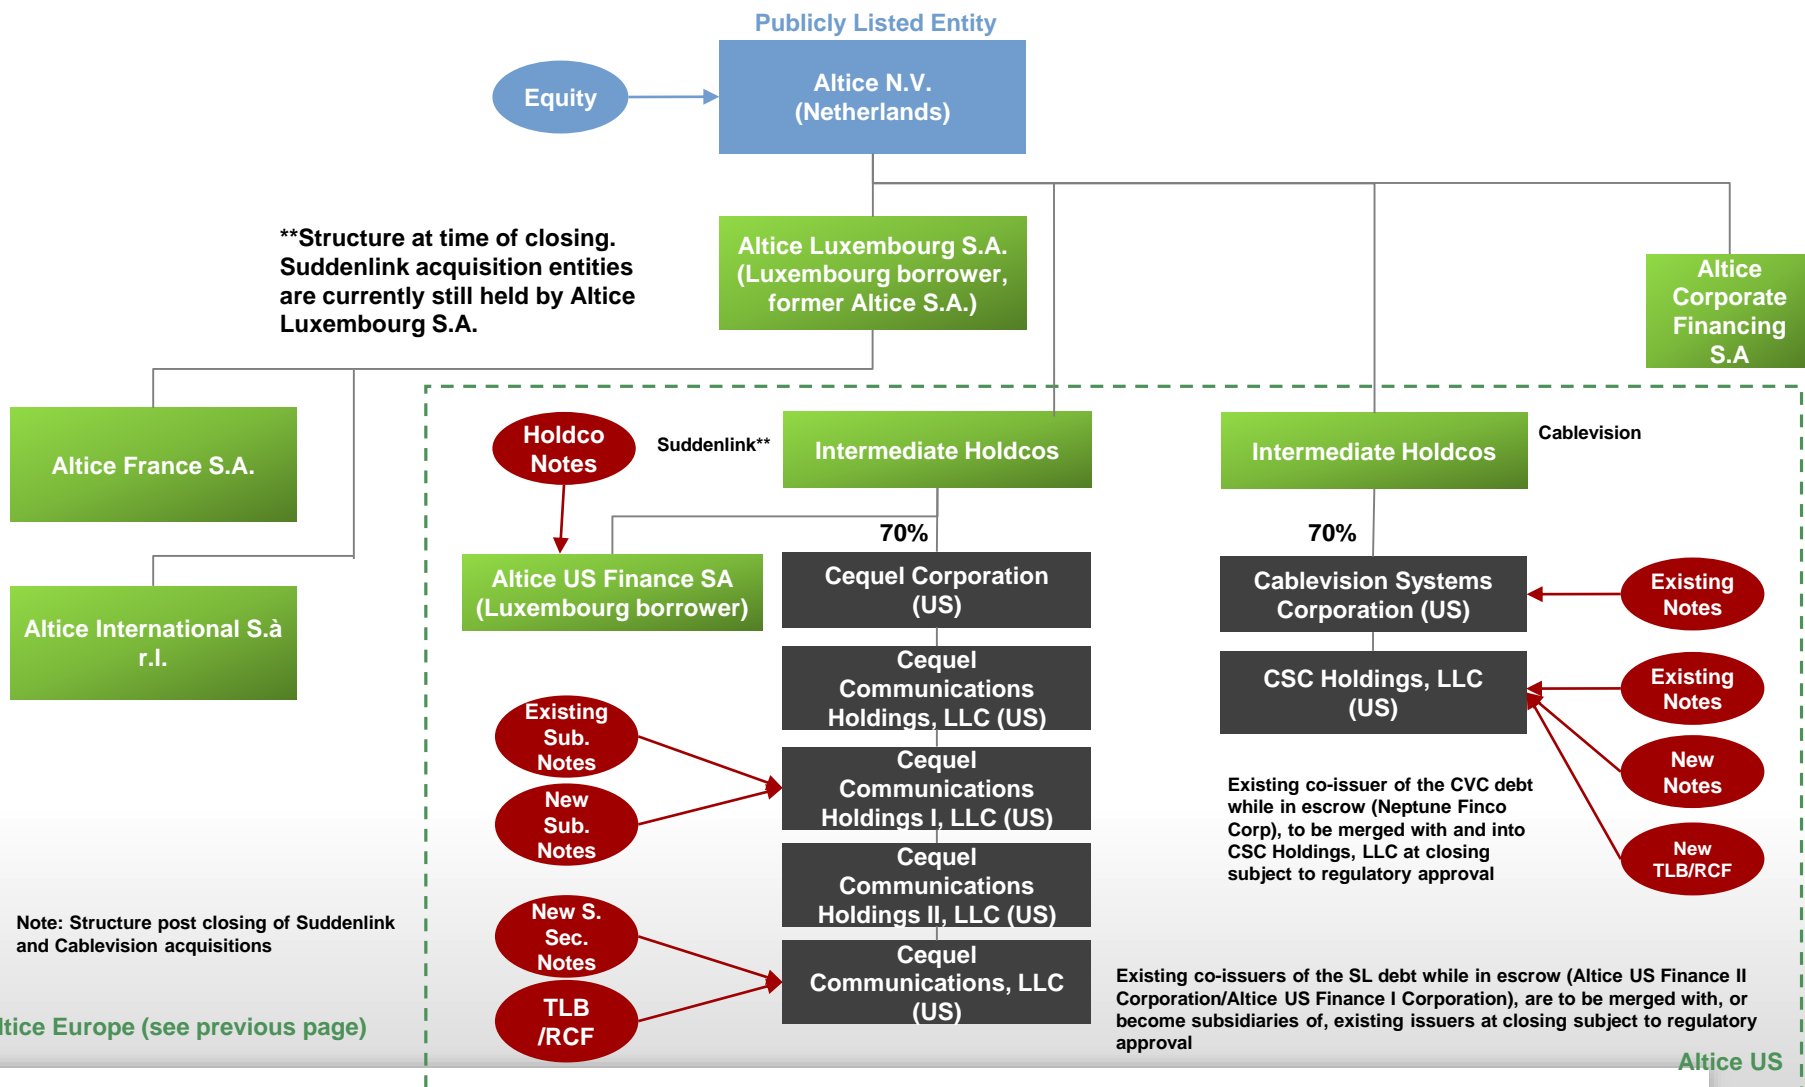 Publicly Listed Entity
Equity
Altice N.V.
(Netherlands)
**Structure at time of closing.
Suddenlink acquisition entities
are currently still held by Altice
Luxembourg S.A.
Altice Luxembourg S.A.
(Luxembourg borrower,
former Altice S.A.)
Altice
Corporate
Financing
S.A
Altice France S.A.
Altice International S.à
r.l.
Holdco
Notes
Suddenlink**
Intermediate Holdcos
Intermediate Holdcos
Cablevision
70%
70%
Altice US Finance SA
(Luxembourg borrower)
Cequel Corporation
(US)
Cequel
Communications
Holdings, LLC (US)
Existing
Sub.
Notes
New
Sub.
Notes
Cequel
Communications
Holdings I, LLC (US)
Cequel
Communications
Holdings II, LLC (US)
New S.
Sec.
Notes
TLB
/RCF
Cequel
Communications, LLC
(US)
Cablevision Systems
Corporation (US)
Existing
Notes
CSC Holdings, LLC
(US)
Existing
Notes
New
Notes
New
TLB/RCF
Existing co-issuer of the CVC debt
while in escrow (Neptune Finco
Corp), to be merged with and into
CSC Holdings, LLC at closing
subject to regulatory approval
Note: Structure post closing of Suddenlink
and Cablevision acquisitions
Existing co-issuers of the SL debt while in escrow (Altice US Finance II
Corporation/Altice US Finance I Corporation), are to be merged with, or
become subsidiaries of, existing issuers at closing subject to regulatory
approval
ltice Europe (see previous page)
Altice US